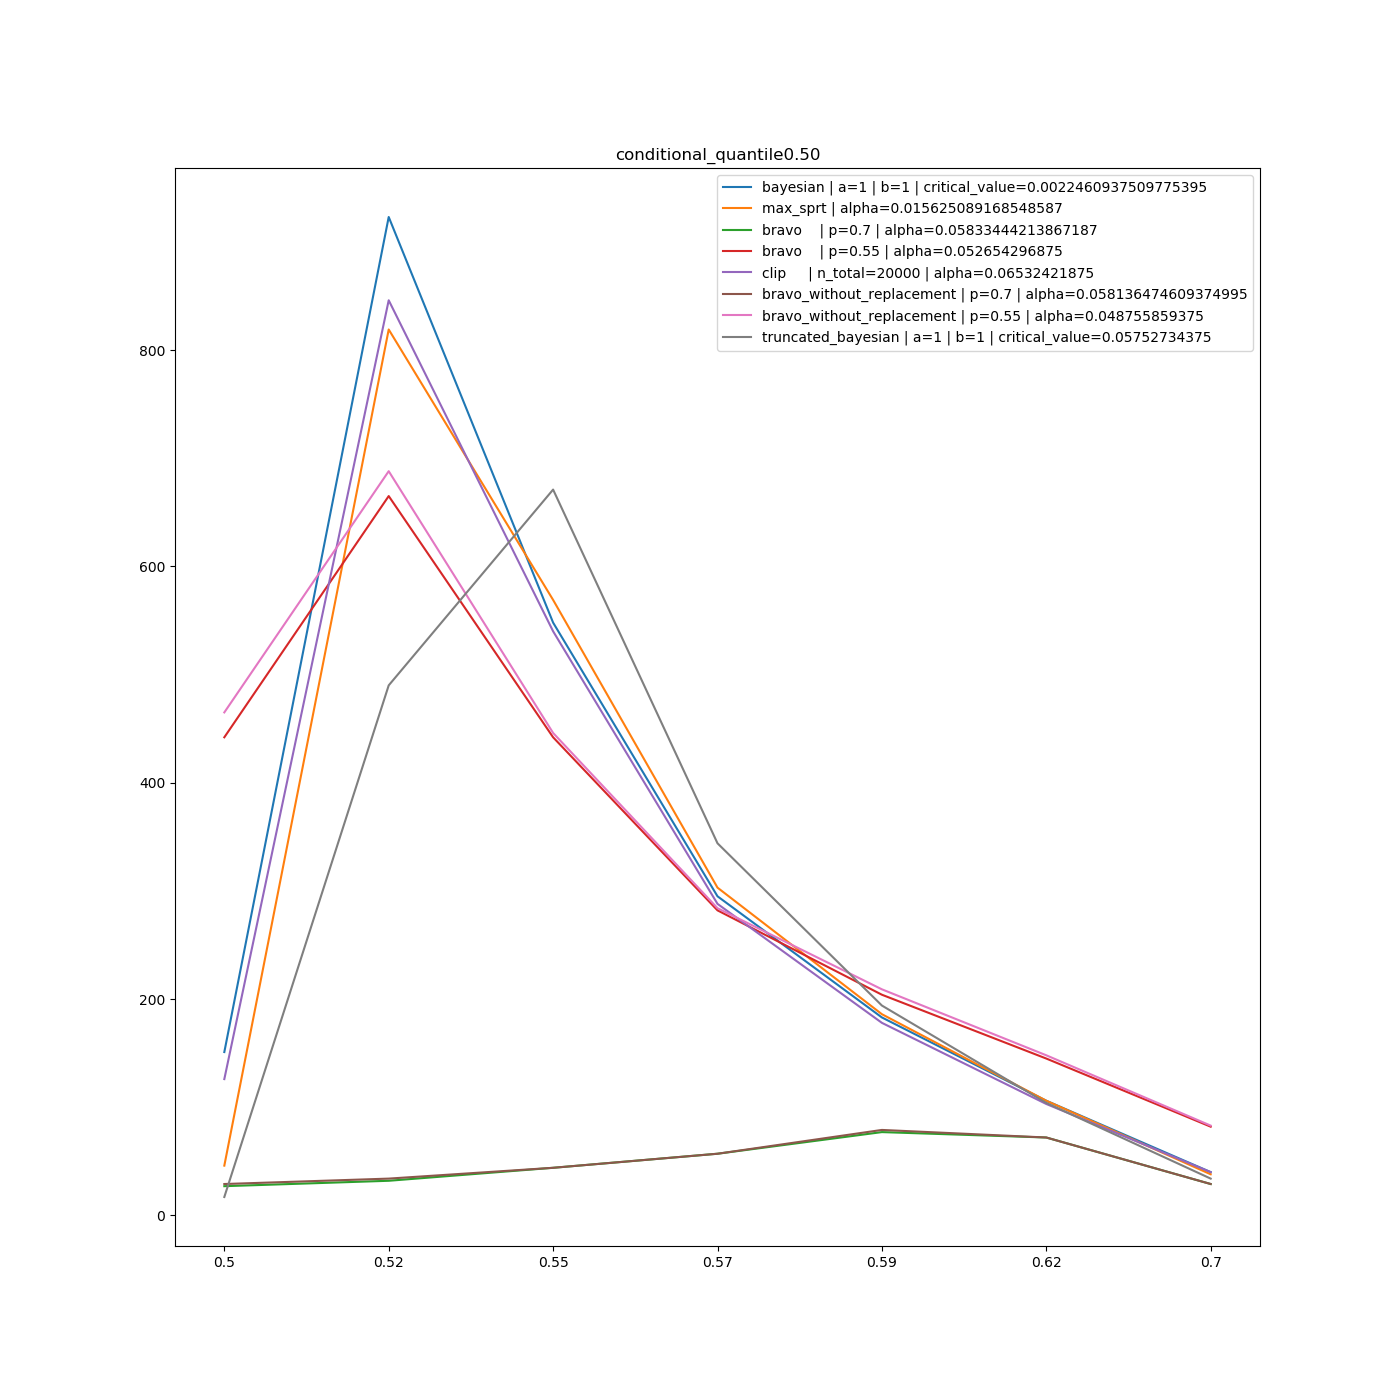 conditional_quantile0.50
bayesian | a=1 | b=1 | critical_value=0.0022460937509775395
max_sprt | alpha=0.015625089168548587
bravo    | p=0.7 | alpha=0.05833444213867187
bravo    | p=0.55 | alpha=0.052654296875
clip     | n_total=20000 | alpha=0.06532421875
bravo_without_replacement | p=0.7 | alpha=0.058136474609374995
bravo_without_replacement | p=0.55 | alpha=0.048755859375
truncated_bayesian | a=1 | b=1 | critical_value=0.05752734375
800
600
400
200
0
0.5 0.52 0.55 0.57 0.59 0.62 0.7